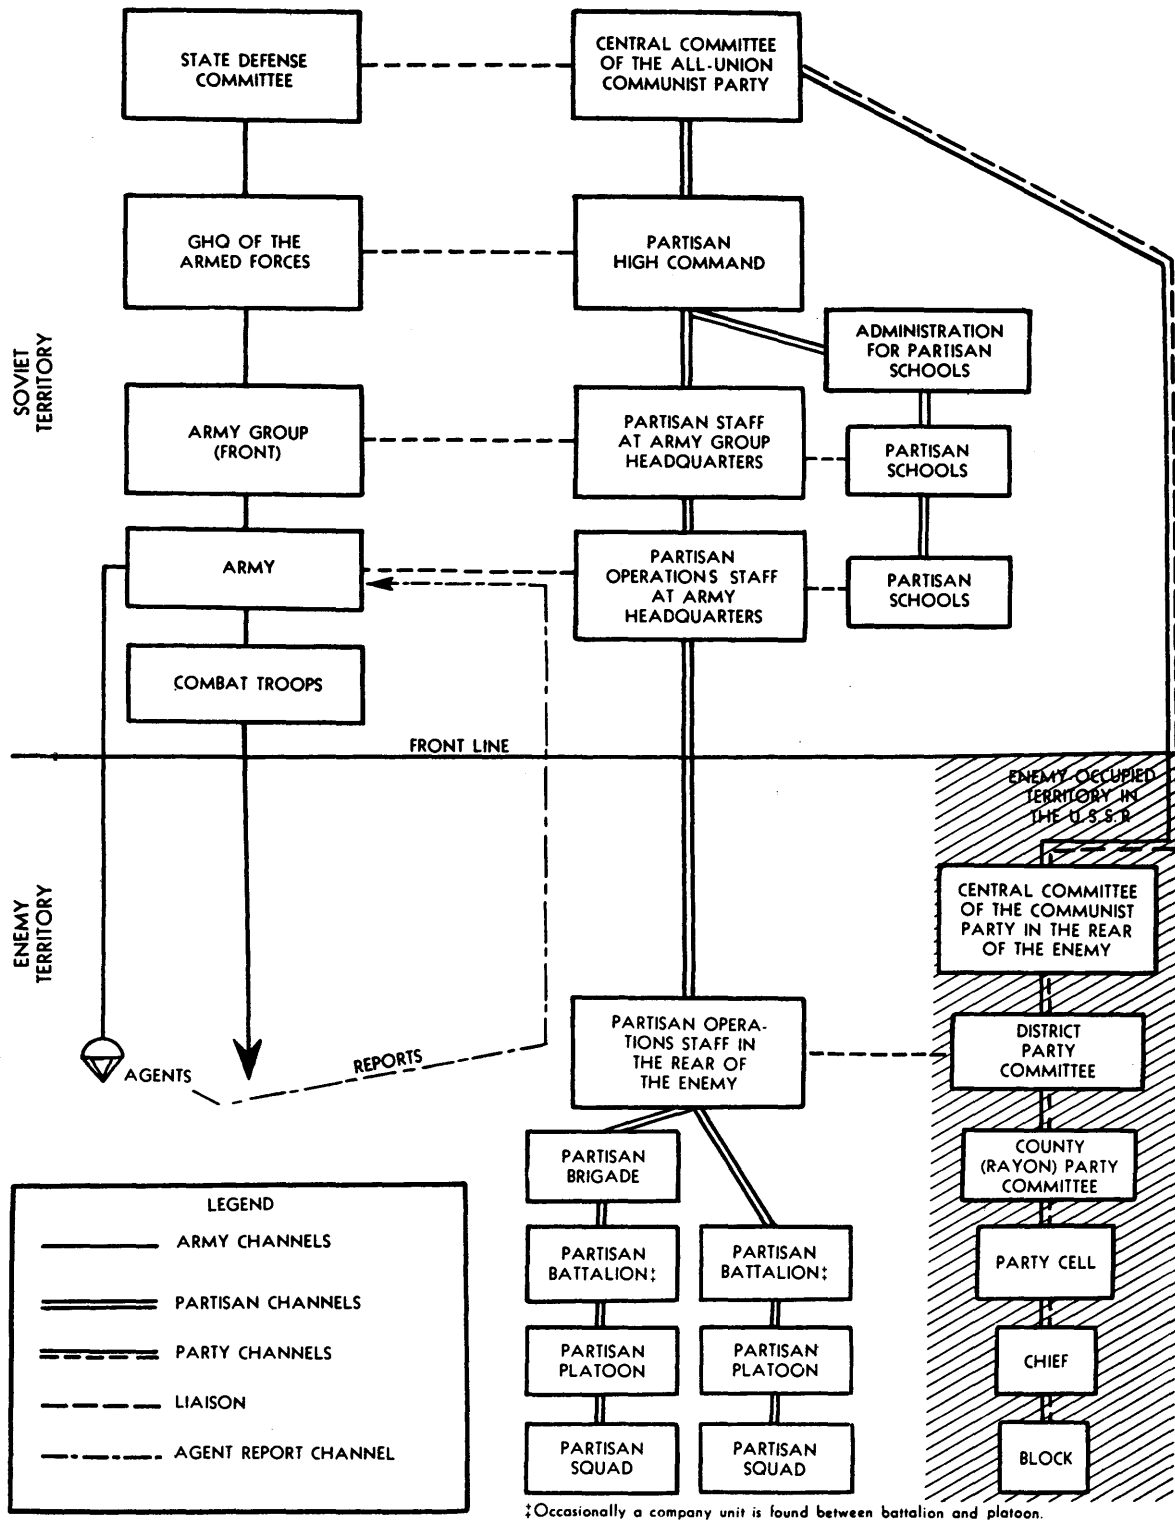 STATE DEFENSE
COMMITTEE
CENTRAL COMMITTEE
OF THE ALL-UNION
COMMUNIST PARTY
GHQ OF THE
ARMED FORCES
PARTISAN
HIGH COMMAND
ADMINISTRATION
FOR PARTISAN
SCHOOLS
SOVIET
TERRITORY
ARMY GROUP
(FRONT)
PARTISAN STAFF
AT ARMY GROUP
HEADQUARTERS
PARTISAN
SCHOOLS
ARMY
PARTISAN
OPERATIONS STAFF
AT ARMY
HEADQUARTERS
PARTISAN
SCHOOLS
COMBAT TROOPS
FRONT LINE
ENEMY-OCCUPIED
TERRITORY IN
THE U.S.S.R
ENEMY
TERRITORY
CENTRAL COMMITTEE
OF THE COMMUNIST
PARTY IN THE REAR
OF THE ENEMY
PARTISAN OPERA-
TIONS STAFF IN
THE REAR OF
THE ENEMY
DISTRICT
PARTY
COMMITTEE
AGENTS
REPORTS
PARTISAN
BRIGADE
COUNTY
(RAYON) PARTY
COMMITTEE
PARTISAN
BATTALION‡
PARTISAN
BATTALION‡
PARTY CELL
PARTISAN
PLATOON
PARTISAN
PLATOON
CHIEF
PARTISAN
SQUAD
PARTISAN
SQUAD
BLOCK
LEGEND
ARMY CHANNELS
PARTISAN CHANNELS
PARTY CHANNELS
LIAISON
AGENT REPORT CHANNEL
‡Occasionally a company unit is found between battalion and platoon.